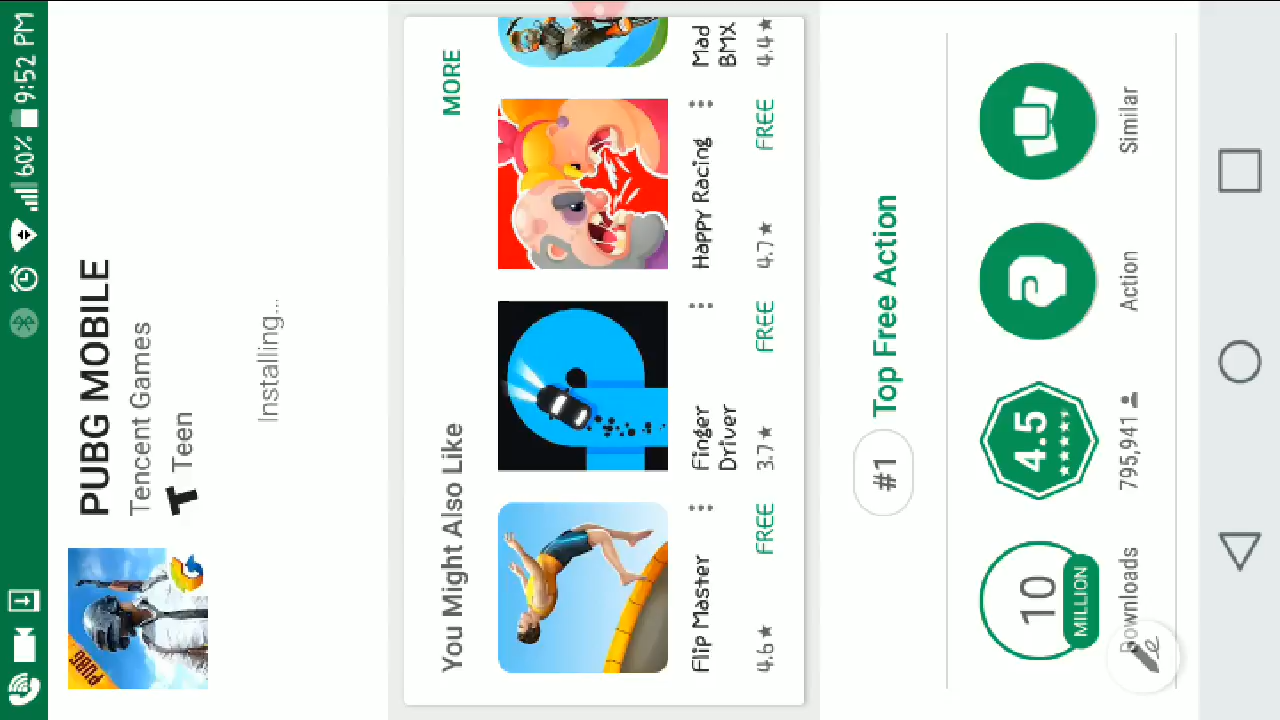 60% 9:52 PM
PUBG
PUBG MOBILE
Tencent Games
T Teen
Installing...
You Might Also Like
MORE
Flip Master
4.6★ FREE
Finger
Driver
3.7★ FREE
Happy Racing
4.7★ FREE
Mad
BMX
4.4★
#1 Top Free Action
10
MILLION
Downloads
4.5
795,941
Action
Similar